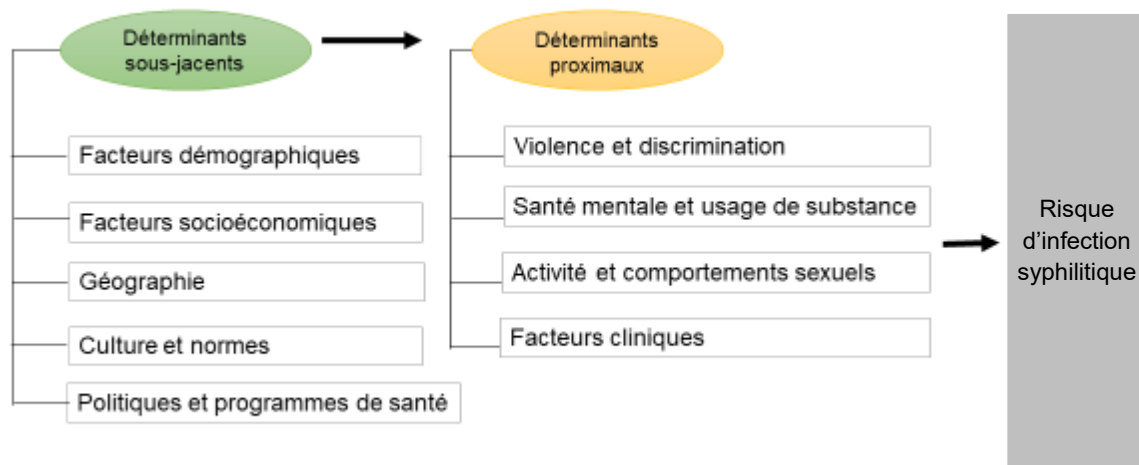 Déterminants
sous-jacents
Facteurs démographiques
Facteurs socioéconomiques
Géographie
Culture et normes
Politiques et programmes de santé
Déterminants
proximaux
Violence et discrimination
Santé mentale et usage de substance
Activité et comportements sexuels
Facteurs cliniques
Risque
d’infection
syphilitique